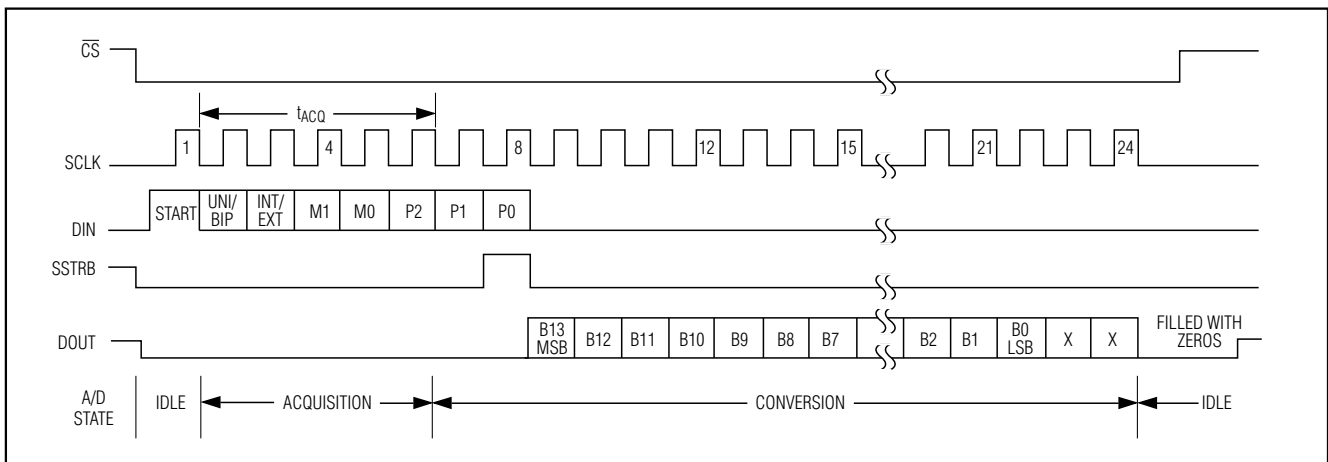 CS
tACQ
SCLK 1 4 8 12 15 21 24
DIN START UNI/ BIP INT/ EXT M1 M0 P2 P1 P0
SSTRB
DOUT B13 MSB B12 B11 B10 B9 B8 B7 B2 B1 B0 LSB X X FILLED WITH ZEROS
A/D STATE IDLE ACQUISITION CONVERSION IDLE